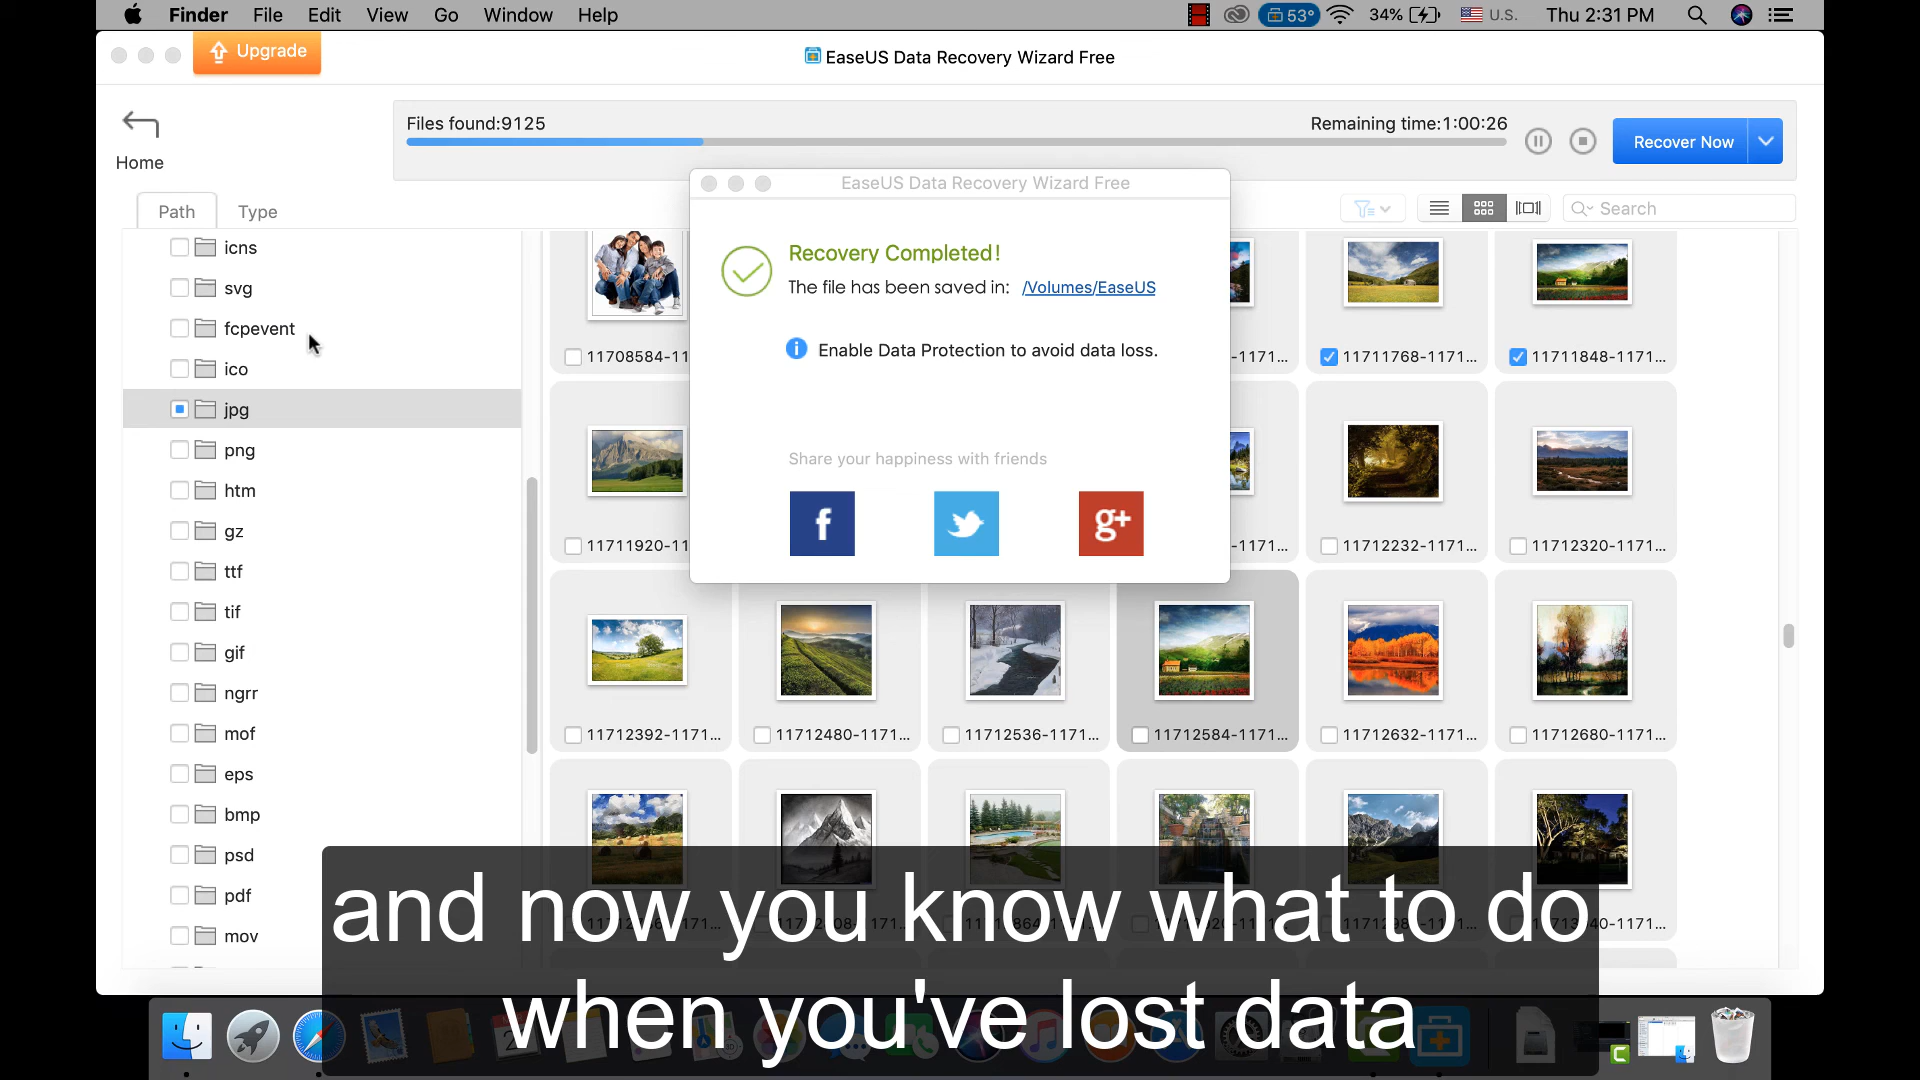 Finder File Edit View Go Window Help 53° 34% U.S. Thu 2:31 PM
Upgrade
EaseUS Data Recovery Wizard Free
Home
Files found:9125
Remaining time:1:00:26
Recover Now
Path
Type
Search
icns
svg
fcpevent
ico
jpg
png
htm
gz
ttf
tif
gif
ngrr
mof
eps
bmp
psd
pdf
mov
EaseUS Data Recovery Wizard Free
Recovery Completed!
The file has been saved in: /Volumes/EaseUS
Enable Data Protection to avoid data loss.
Share your happiness with friends
f
g+
11708584-11
-1171...
11711768-1171...
11711848-1171...
11711920-11
-1171...
11712232-1171...
11712320-1171...
11712392-1171...
11712480-1171...
11712536-1171...
11712584-1171...
11712632-1171...
11712680-1171...
and now you know what to do
when you've lost data